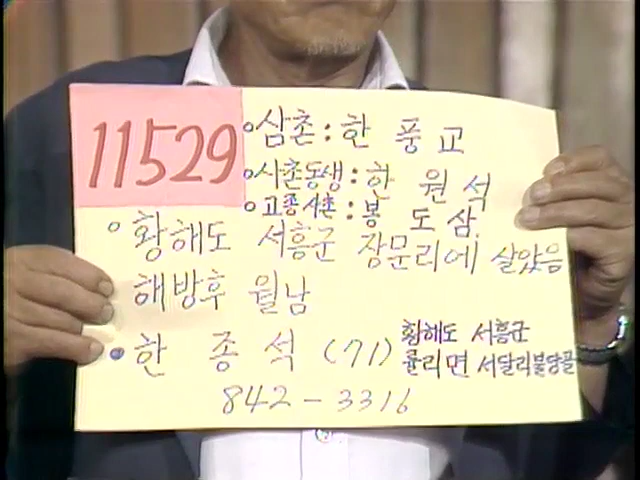 11529
◦삼촌: 한 풍 교
◦사촌동생: 한 원 석
◦고종사촌: 봉 도 삼.
◦황해도 서흥군 장문리에 살았음
해방후 월남
• 한 종 석 (71) 황해도 서흥군
률리면 서달리불당골
842-3316